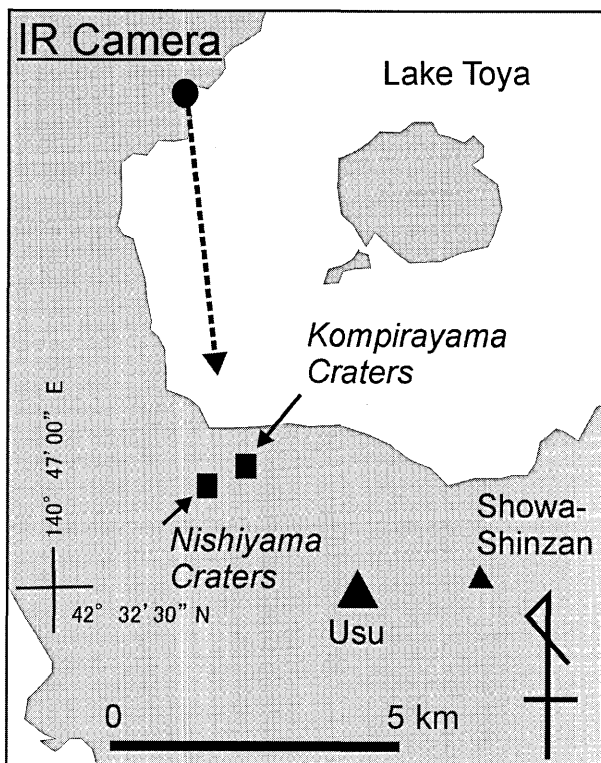 IR Camera
Lake Toya
Kompirayama
Craters
140° 47' 00" E
Nishiyama
Craters
Showa-
Shinzan
42° 32' 30" N
Usu
0 5 km